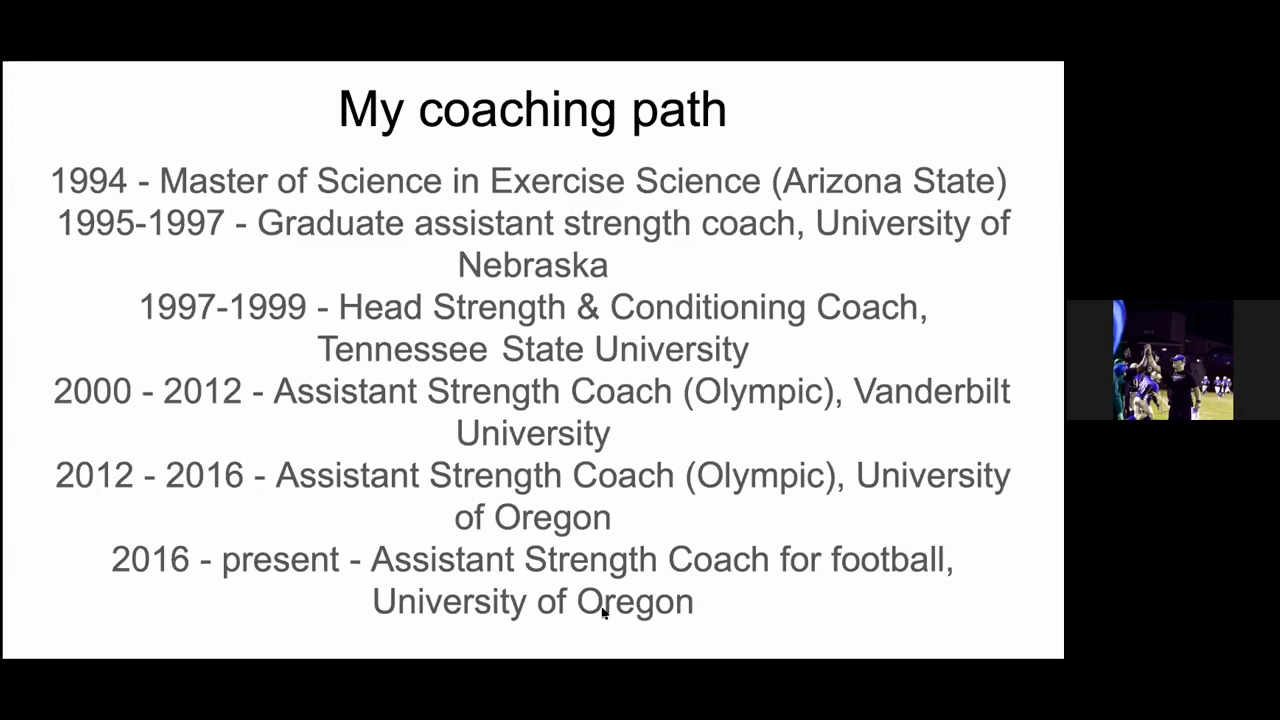 My coaching path
1994 - Master of Science in Exercise Science (Arizona State)
1995-1997 - Graduate assistant strength coach, University of
Nebraska
1997-1999 - Head Strength & Conditioning Coach,
Tennessee State University
2000 - 2012 - Assistant Strength Coach (Olympic), Vanderbilt
University
2012 - 2016 - Assistant Strength Coach (Olympic), University
of Oregon
2016 - present - Assistant Strength Coach for football,
University of Oregon